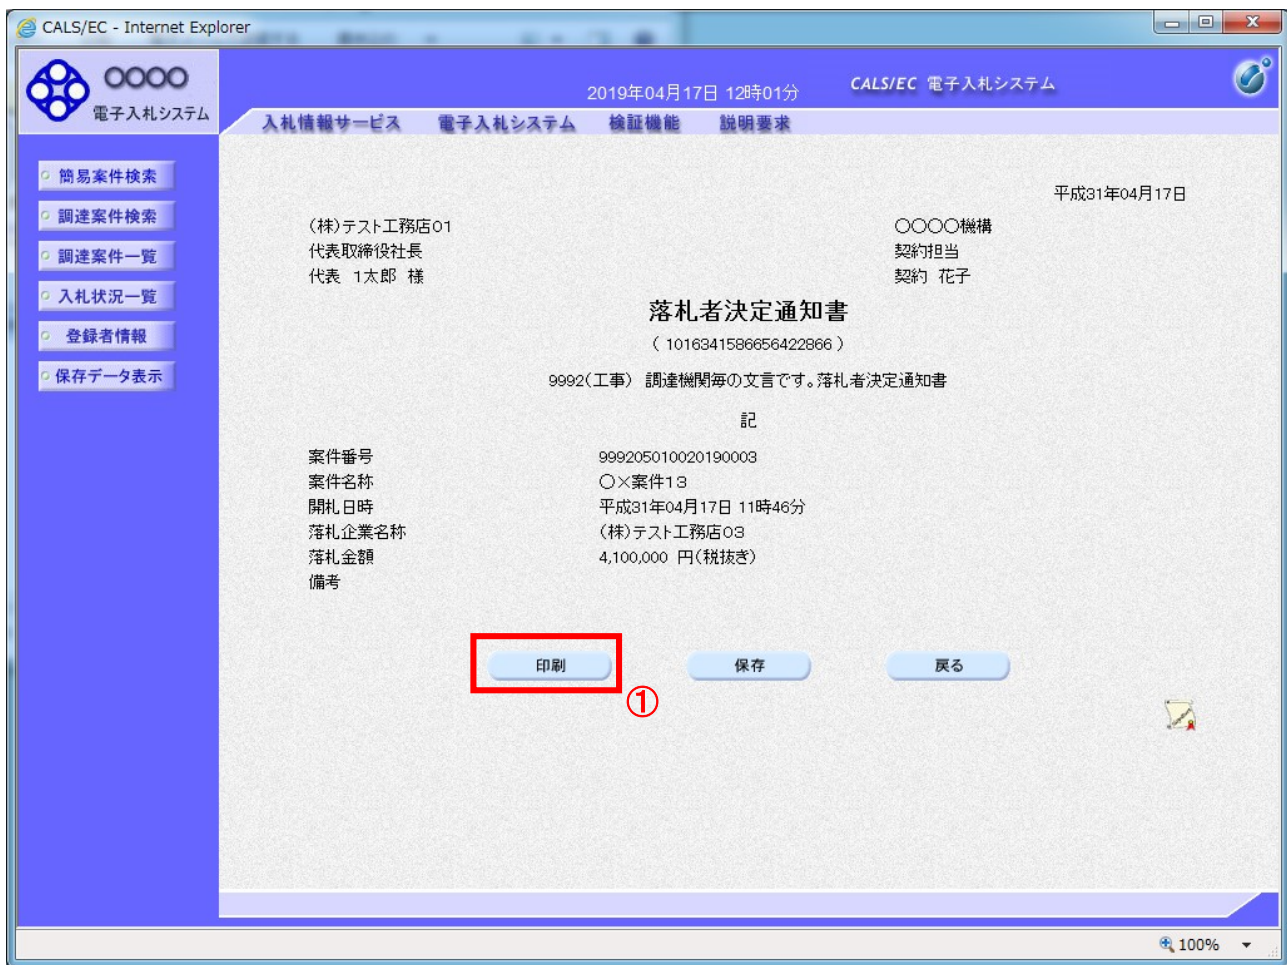 CALS/EC - Internet Explorer
○○○○
電子入札システム
2019年04月17日 12時01分
CALS/EC 電子入札システム
入札情報サービス 電子入札システム 検証機能 説明要求
簡易案件検索
調達案件検索
調達案件一覧
入札状況一覧
登録者情報
保存データ表示
平成31年04月17日
(株)テスト工務店01
代表取締役社長
代表 1太郎 様
○○○○機構
契約担当
契約 花子
落札者決定通知書
( 1016341586656422866 )
9992(工事) 調達機関毎の文言です。落札者決定通知書
記
案件番号 999205010020190003
案件名称 ○×案件13
開札日時 平成31年04月17日 11時46分
落札企業名称 (株)テスト工務店03
落札金額 4,100,000 円(税抜き)
備考
印刷 保存 戻る
①
100%